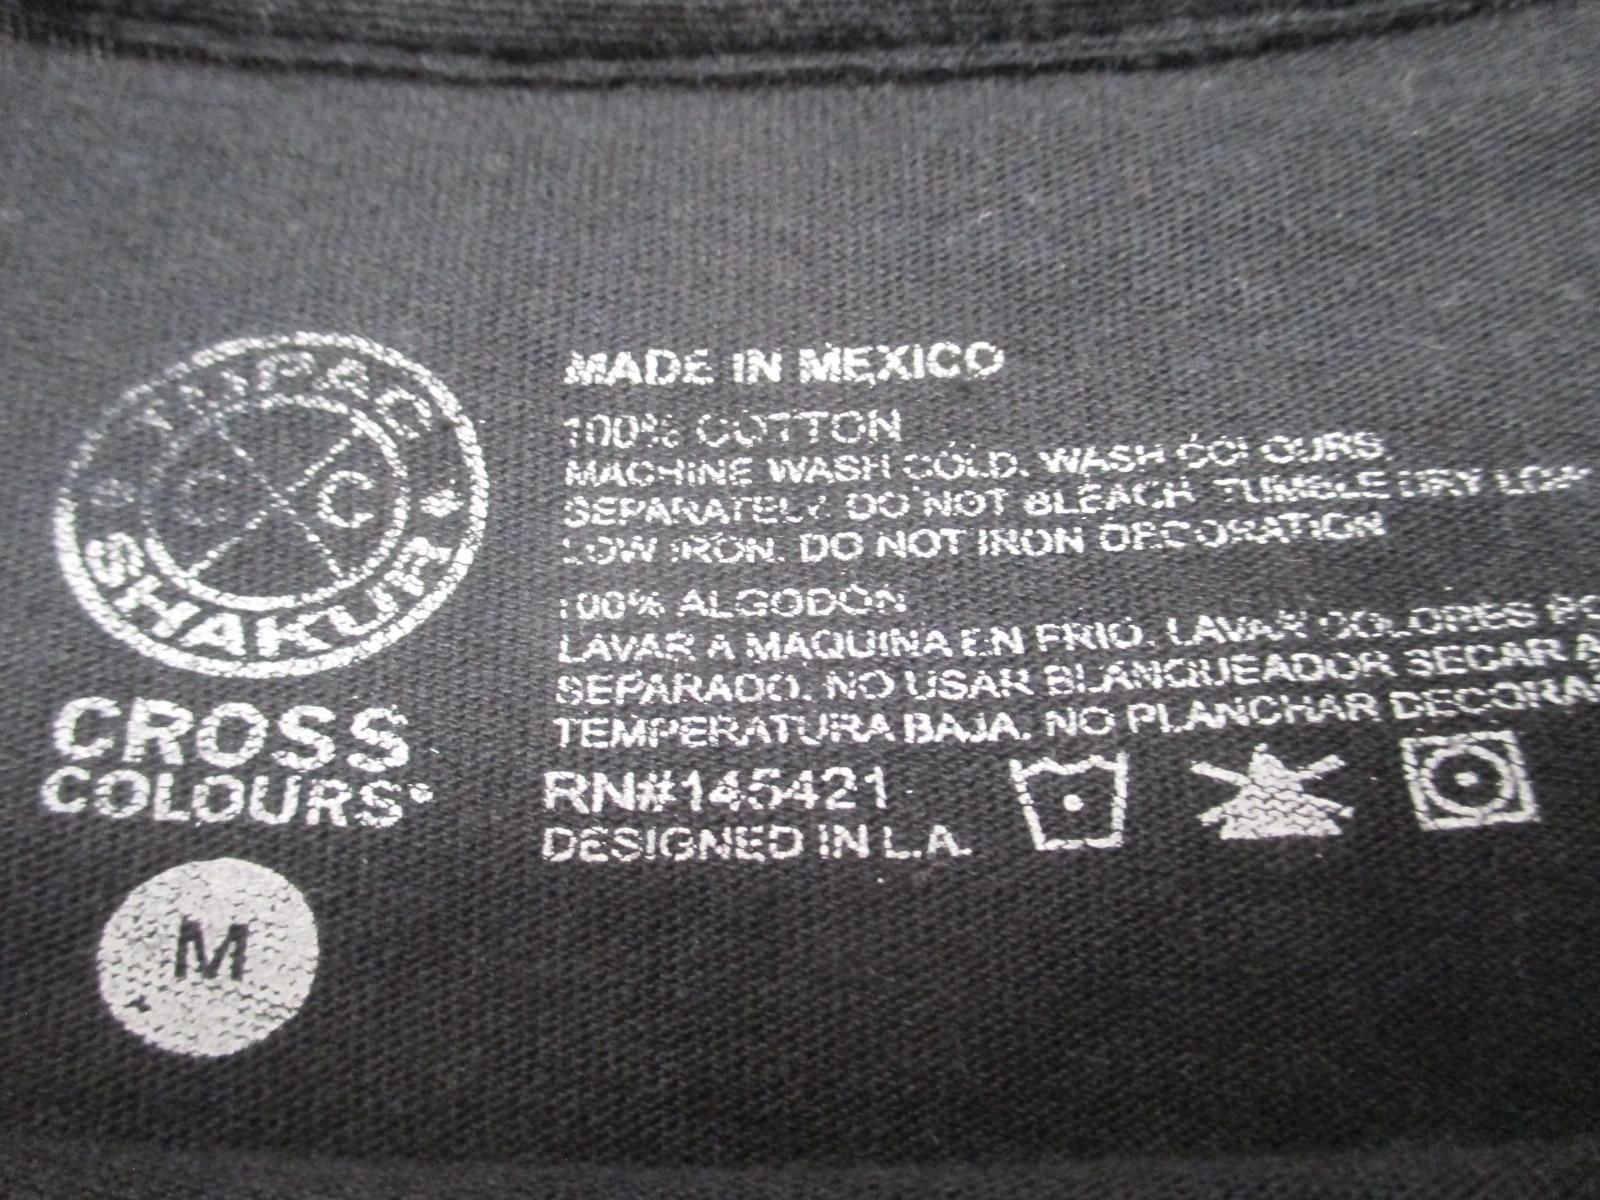 TUPAC
C C
SHAKUR
CROSS
COLOURS®
M
MADE IN MEXICO
100% COTTON
MACHINE WASH COLD. WASH COLOURS
SEPARATELY. DO NOT BLEACH. TUMBLE DRY LOW
LOW IRON. DO NOT IRON DECORATION
100% ALGODÓN
LAVAR A MAQUINA EN FRIO. LAVAR COLORES
SEPARADO. NO USAR BLANQUEADOR SECAR A
TEMPERATURA BAJA. NO PLANCHAR
RN#145421
DESIGNED IN L.A.